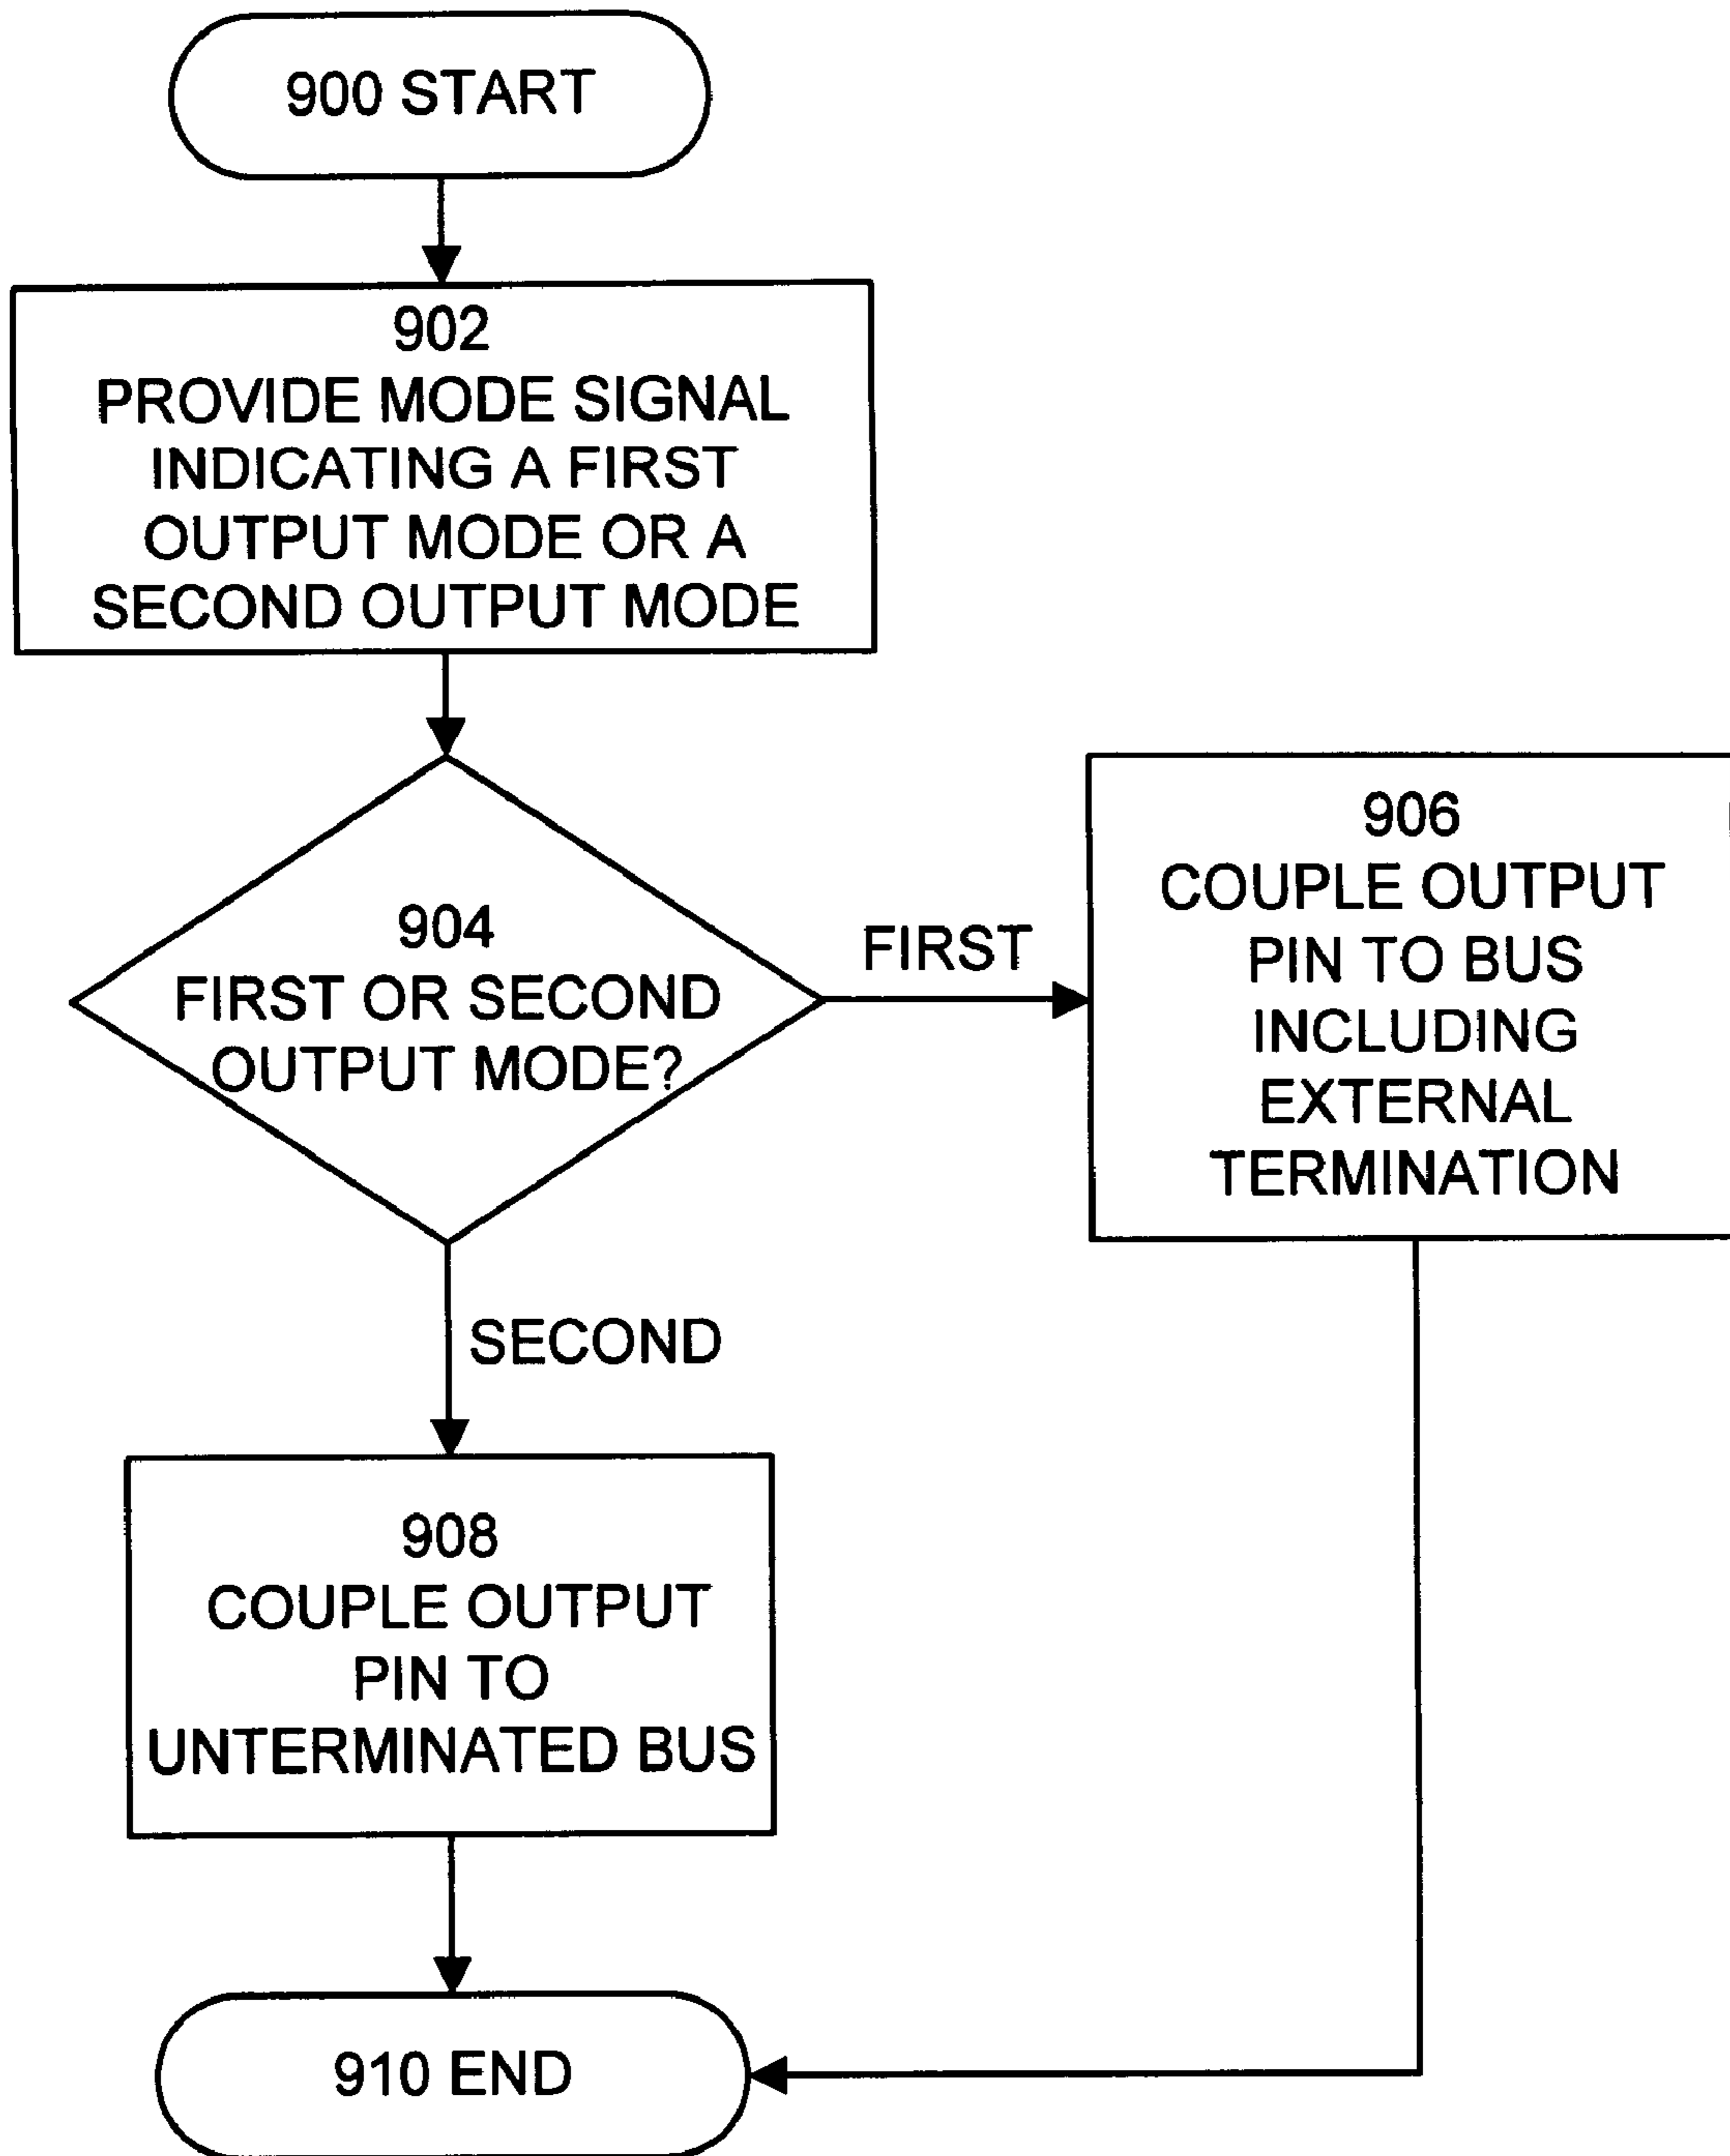 900 START
902
PROVIDE MODE SIGNAL
INDICATING A FIRST
OUTPUT MODE OR A
SECOND OUTPUT MODE
904
FIRST OR SECOND
OUTPUT MODE?
FIRST
906
COUPLE OUTPUT
PIN TO BUS
INCLUDING
EXTERNAL
TERMINATION
SECOND
908
COUPLE OUTPUT
PIN TO
UNTERMINATED BUS
910 END